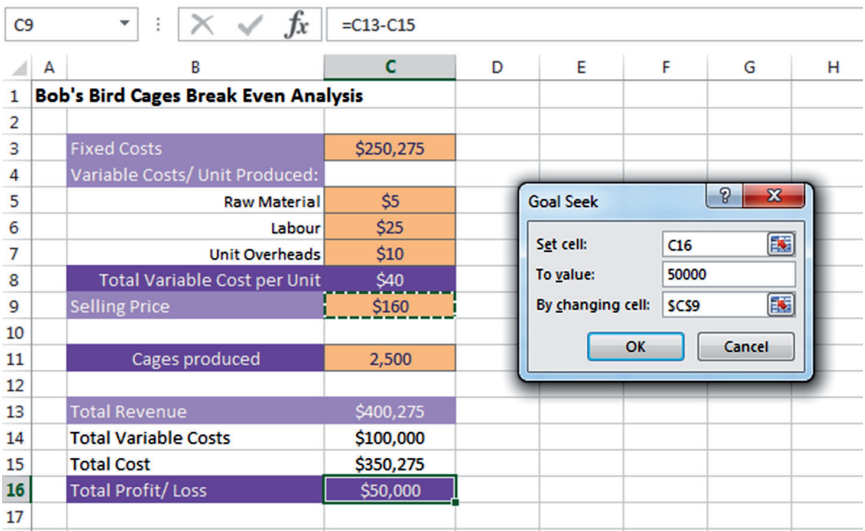 C9 fx =C13-C15
A B C D E F G H
1 Bob's Bird Cages Break Even Analysis
2
3 Fixed Costs $250,275
4 Variable Costs/ Unit Produced:
5 Raw Material $5
6 Labour $25
7 Unit Overheads $10
8 Total Variable Cost per Unit $40
9 Selling Price $160
10
11 Cages produced 2,500
12
13 Total Revenue $400,275
14 Total Variable Costs $100,000
15 Total Cost $350,275
16 Total Profit/ Loss $50,000
17
Goal Seek ? X
Set cell: C16
To value: 50000
By changing cell: $C$9
OK Cancel